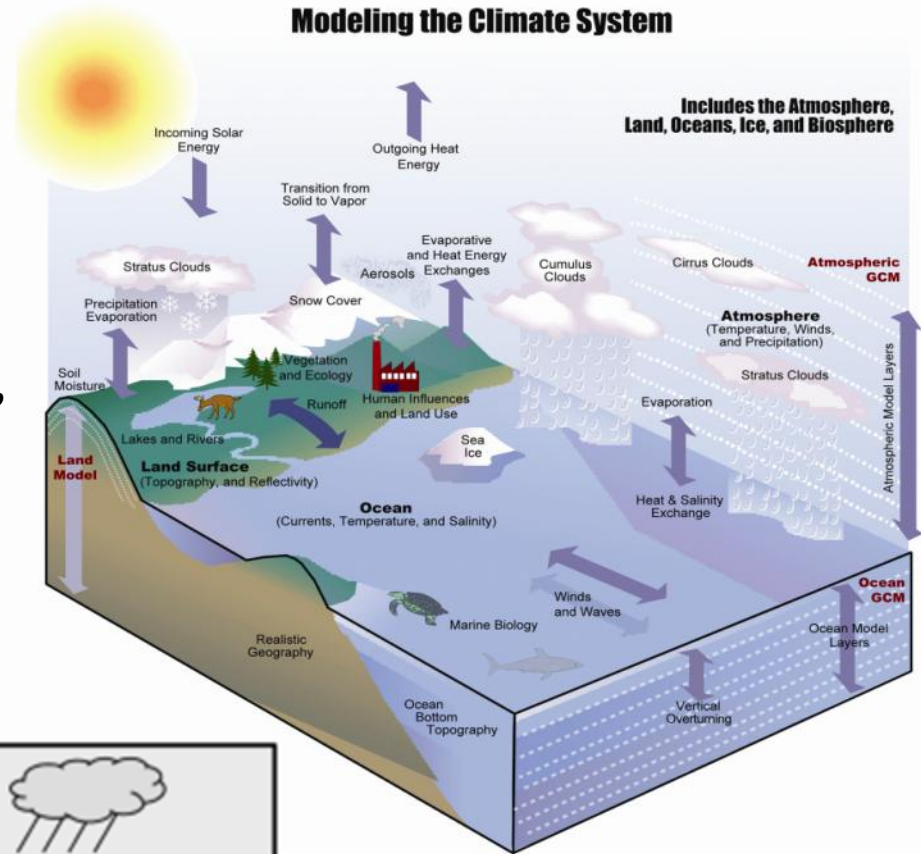 Modeling the Climate System
Includes the Atmosphere,
Land, Oceans, Ice, and Biosphere
Incoming Solar
Energy
Outgoing Heat
Energy
Transition from
Solid to Vapor
Evaporative
and Heat Energy
Exchanges
Stratus Clouds
Aerosols
Cumulus
Clouds
Cirrus Clouds
Atmospheric
GCM
Precipitation
Evaporation
Snow Cover
Atmosphere
(Temperature, Winds,
and Precipitation)
Stratus Clouds
Atmospheric Model Layers
Soil
Moisture
Vegetation
and Ecology
Runoff
Human Influences
and Land Use
Evaporation
,
Lakes and Rivers
Sea
Ice
Land
Model
Land Surface
(Topography, and Reflectivity)
Heat & Salinity
Exchange
Ocean
(Currents, Temperature, and Salinity)
Ocean
GCM
Winds
and Waves
Marine Biology
Ocean Model
Layers
Realistic
Geography
Ocean
Bottom
Topography
Vertical
Overturning